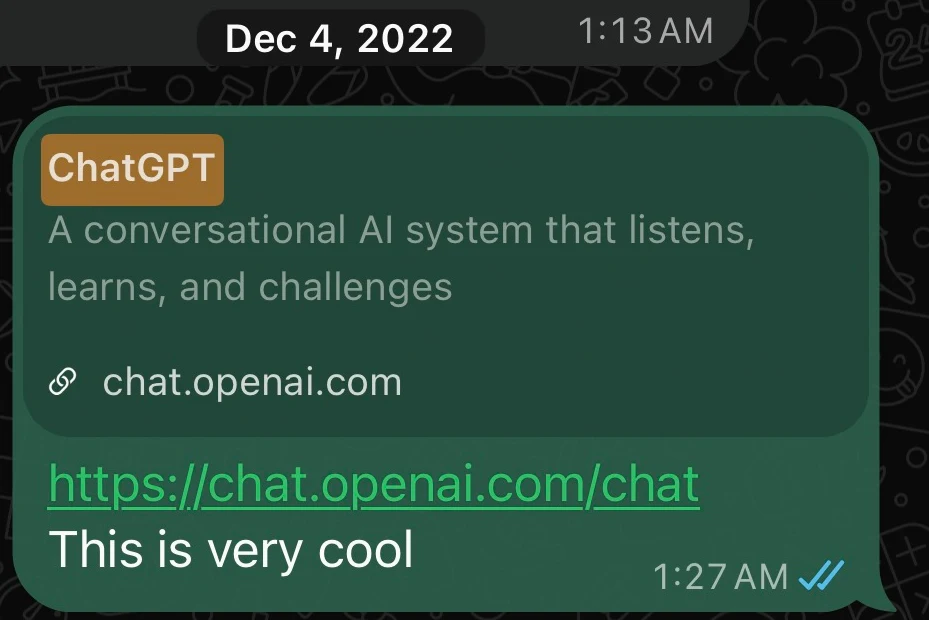 Dec 4, 2022
1:13 AM
ChatGPT
A conversational AI system that listens,
learns, and challenges
chat.openai.com
https://chat.openai.com/chat
This is very cool
1:27 AM